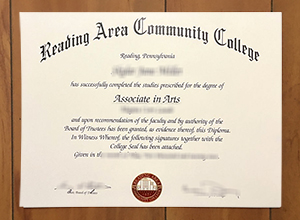 Reading Area Community College
Reading, Pennsylvania
has successfully completed the studies prescribed for the degree of
Associate in Arts
and upon recommendation of the faculty and by authority of the
Board of Trustees has been granted, as evidence thereof, this Diploma.
In Witness Whereof, the following signatures together with the
College Seal has been attached.
Given in